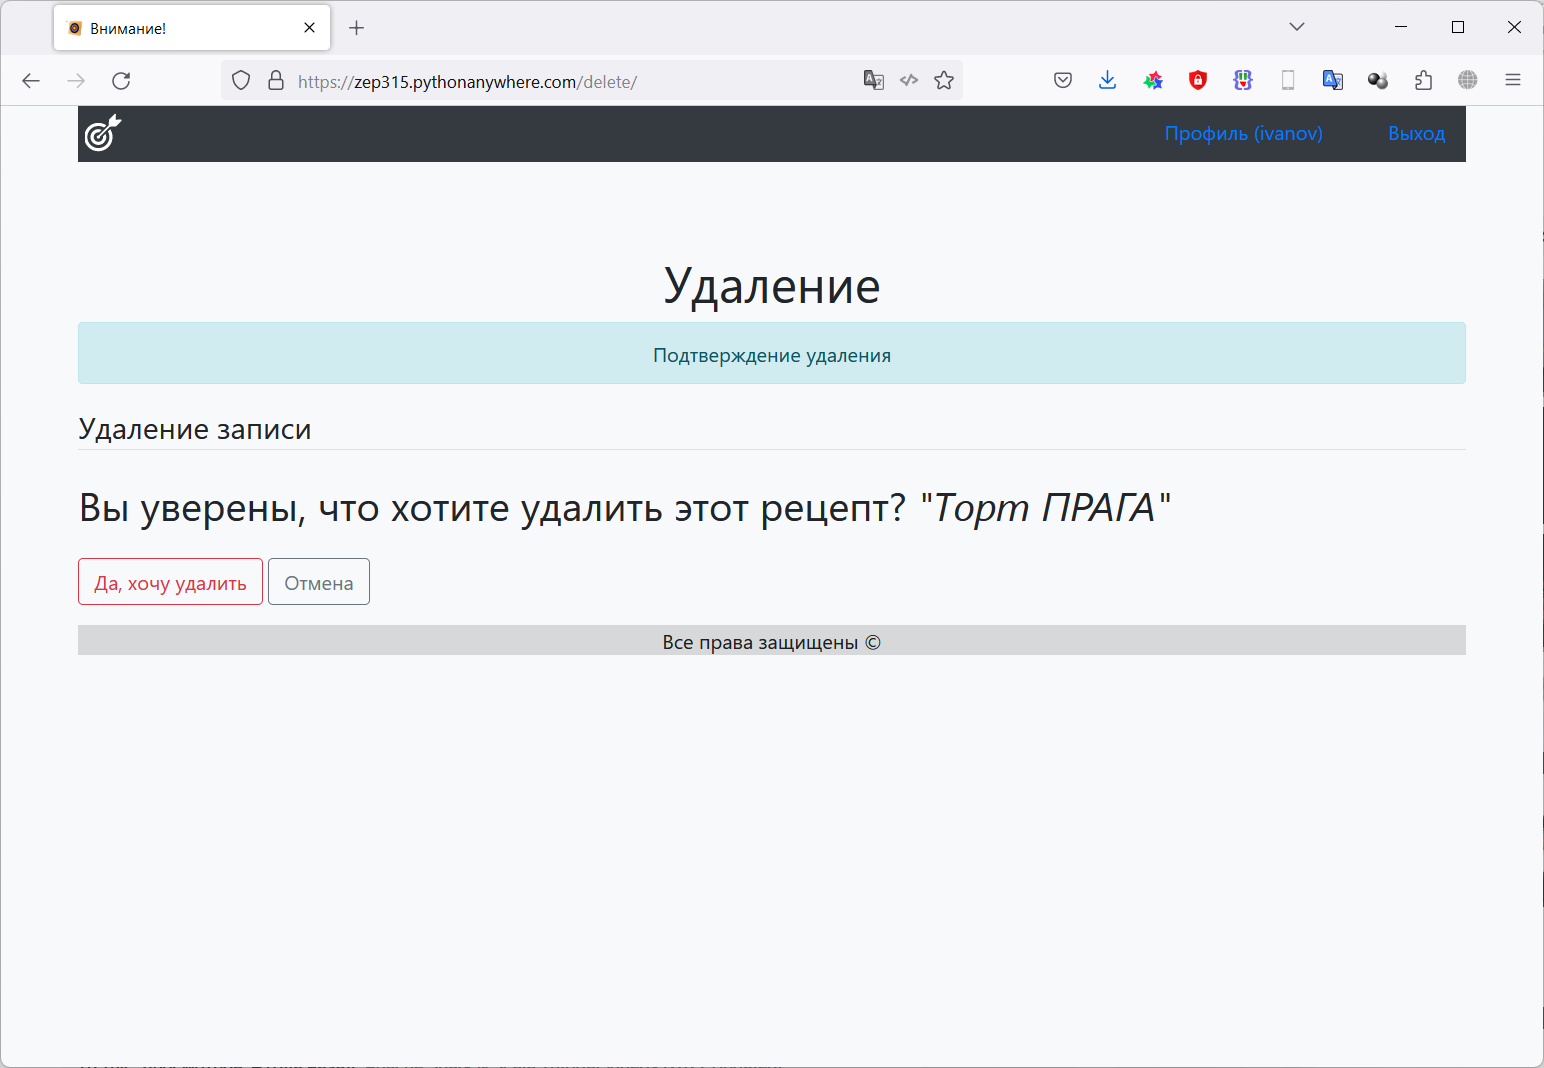 Внимание!
https://zep315.pythonanywhere.com/delete/
Профиль (ivanov) Выход
Удаление
Подтверждение удаления
Удаление записи
Вы уверены, что хотите удалить этот рецепт? "Торт ПРАГА"
Да, хочу удалить Отмена
Все права защищены ©